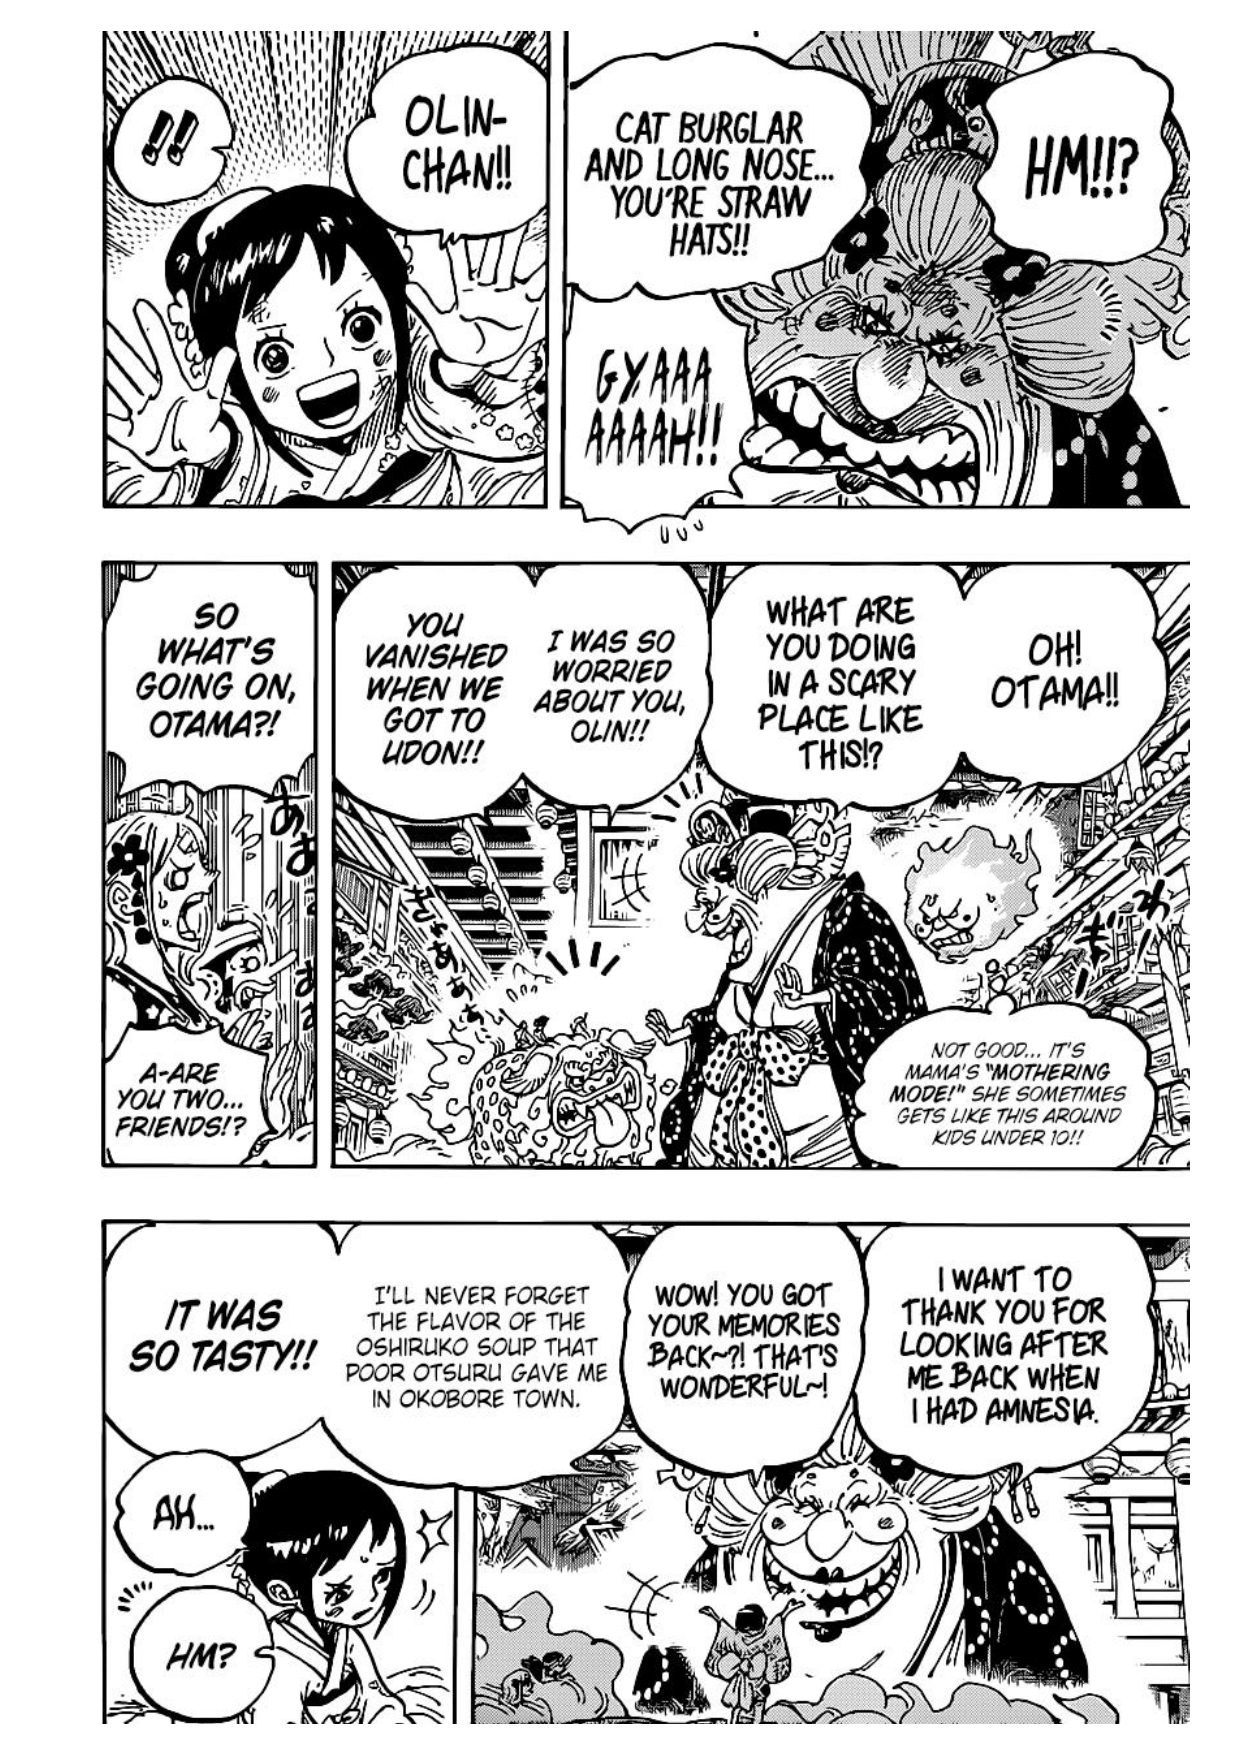 HM!!?
CAT BURGLAR
AND LONG NOSE...
YOU'RE STRAW
HATS!!
GYAAA
AAAAH!!
OLIN-
CHAN!!
!!
OH!
OTAMA!!
WHAT ARE
YOU DOING
IN A SCARY
PLACE LIKE
THIS!?
I WAS SO
WORRIED
ABOUT YOU,
OLIN!!
YOU
VANISHED
WHEN WE
GOT TO
UDON!!
NOT GOOD... IT'S
MAMA'S "MOTHERING
MODE!" SHE SOMETIMES
GETS LIKE THIS AROUND
KIDS UNDER 10!!
SO
WHAT'S
GOING ON,
OTAMA?!
A-ARE
YOU TWO...
FRIENDS!?
I WANT TO
THANK YOU FOR
LOOKING AFTER
ME BACK WHEN
I HAD AMNESIA.
WOW! YOU GOT
YOUR MEMORIES
BACK~?! THAT'S
WONDERFUL~!
I'LL NEVER FORGET
THE FLAVOR OF THE
OSHIRUKO SOUP THAT
POOR OTSURU GAVE ME
IN OKOBORE TOWN.
IT WAS
SO TASTY!!
AH...
HM?